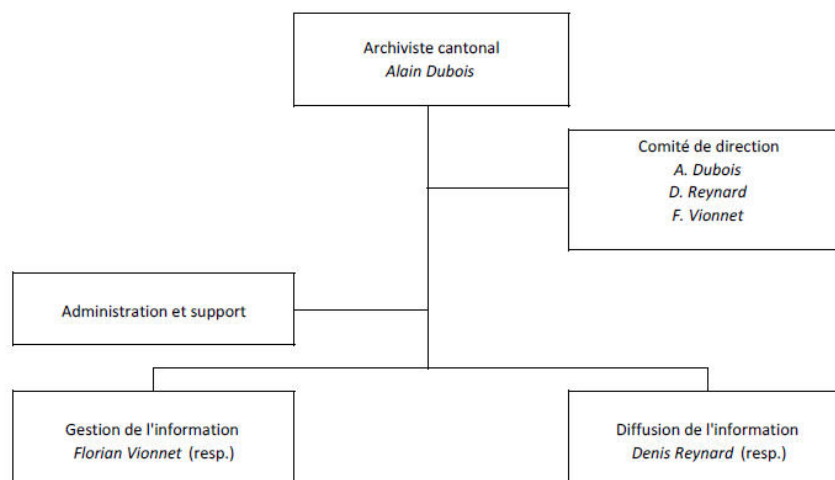 Archiviste cantonal
Alain Dubois
Comité de direction
A. Dubois
D. Reynard
F. Vionnet
Administration et support
Gestion de l'information
Florian Vionnet (resp.)
Diffusion de l'information
Denis Reynard (resp.)